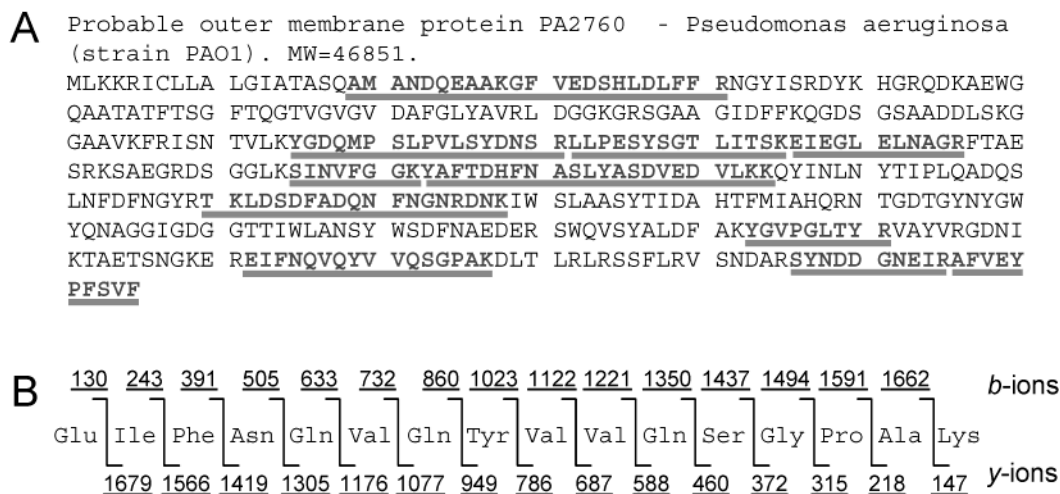 A Probable outer membrane protein PA2760 - Pseudomonas aeruginosa
(strain PAO1). MW=46851.
MLKKRICLLA LGIATASQAM ANDQEAAKGF VEDSHLDLFF RNGYISRDYK HGRQDKAEWG
QAATATFTSG FTQGTVGVGV DAFGLYAVRL DGGKGRSGAA GIDFFKQGDS GSAADDLSKG
GAAVKFRISN TVLKYGDQMP SLPVLSYDNS RLLPESYSGT LITSKEIEGL ELNAGRFTAE
SRKSAEGRDS GGLKSINVFG GKYAFTDHFN ASLYASDVED VLKKQYINLN YTIPLQADQS
LNFDFNGYRT KLDSDFADQN FNGNRDNKIW SLAASYTIDA HTFMIAHQRN TGDTGYNYGW
YQNAGGIGDG GTTIWLANSY WSDFNAEDER SWQVSYALDF AKYGVPGLTY RVAYVRGDNI
KTAETSNGKE REIFNQVQYV VQSGPAKDLT LRLRSSFLRV SNDARSYNDD GNEIRAFVEY
PFSVF
130 243 391 505 633 732 860 1023 1122 1221 1350 1437 1494 1591 1662 b-ions
B Glu Ile Phe Asn Gln Val Gln Tyr Val Val Gln Ser Gly Pro Ala Lys
1679 1566 1419 1305 1176 1077 949 786 687 588 460 372 315 218 147 y-ions